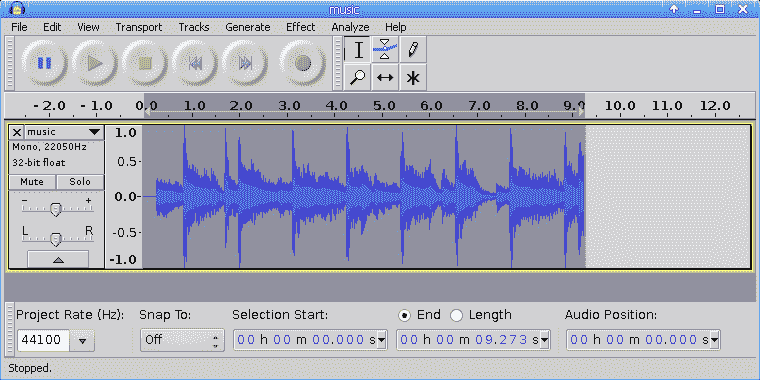 music
File Edit View Transport Tracks Generate Effect Analyze Help
- 2.0 - 1.0 0.0 1.0 2.0 3.0 4.0 5.0 6.0 7.0 8.0 9.0 10.0 11.0 12.0
music
Mono, 22050Hz
32-bit float
Mute Solo
- +
L R
1.0
0.5-
0.0-
-0.5-
-1.0
Project Rate (Hz): Snap To: Selection Start: End Length Audio Position:
44100 Off 00 h 00 m 00.000 s 00 h 00 m 09.273 s 00 h 00 m 00.000 s
Stopped.